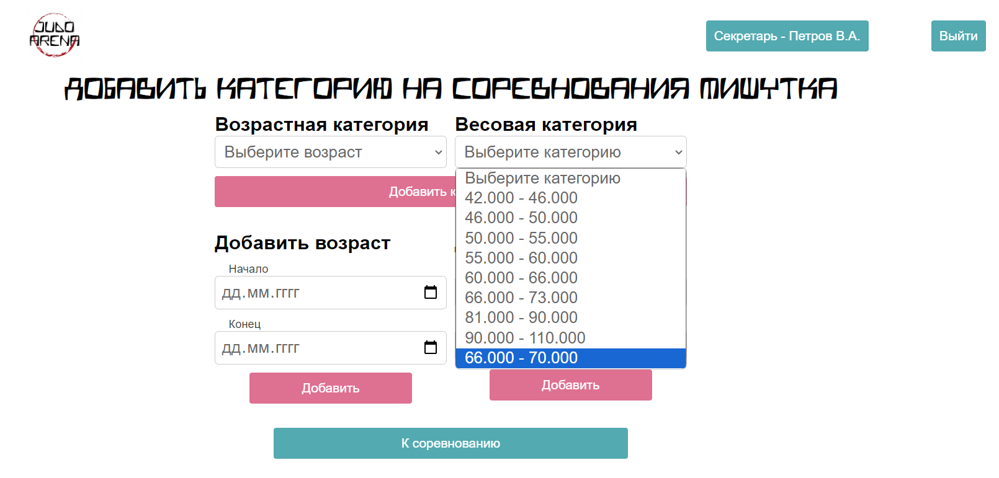 JUDO
ARENA
Секретарь - Петров В.А.
Выйти
ДОБАВИТЬ КАТЕГОРИЮ НА СОРЕВНОВАНИЯ МИШУТКА
Возрастная категория
Весовая категория
Выберите возраст
Выберите категорию
Выберите категорию
42.000 - 46.000
46.000 - 50.000
50.000 - 55.000
55.000 - 60.000
60.000 - 66.000
66.000 - 73.000
81.000 - 90.000
90.000 - 110.000
66.000 - 70.000
Добавить
Добавить возраст
Начало
дд.мм.гггг
Конец
дд.мм.гггг
Добавить
Добавить
К соревнованию